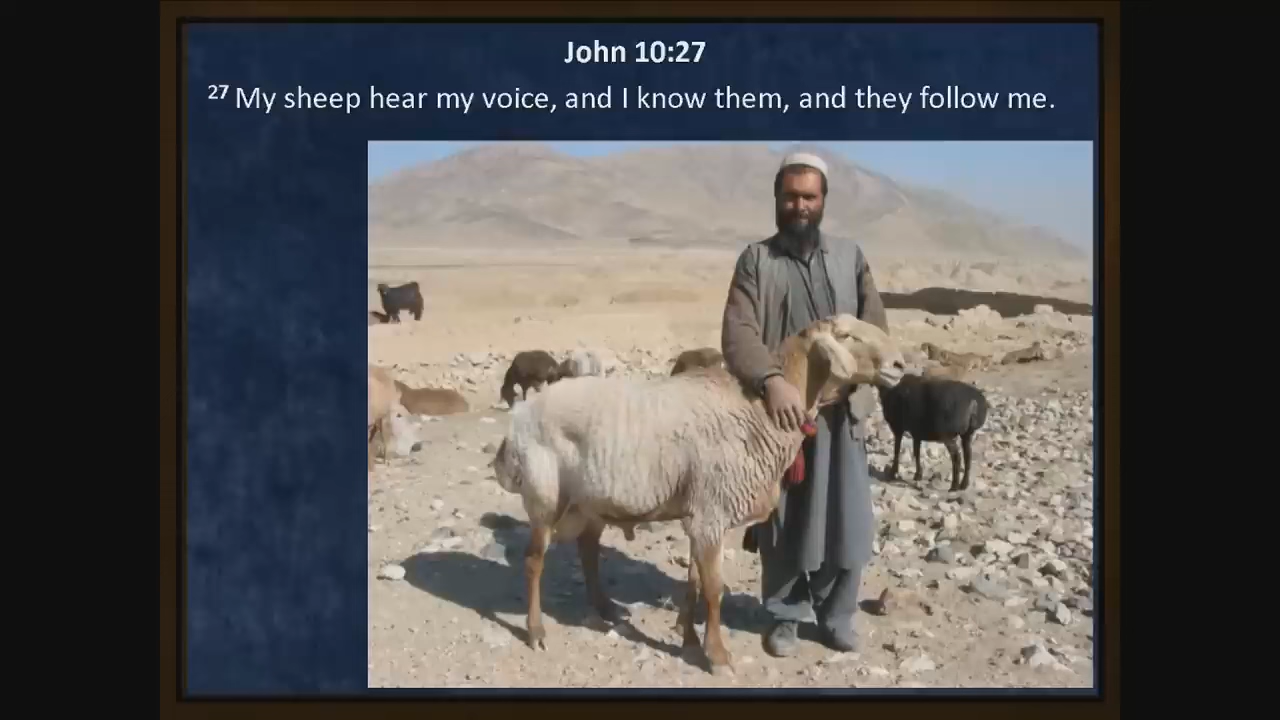 John 10:27
27 My sheep hear my voice, and I know them, and they follow me.